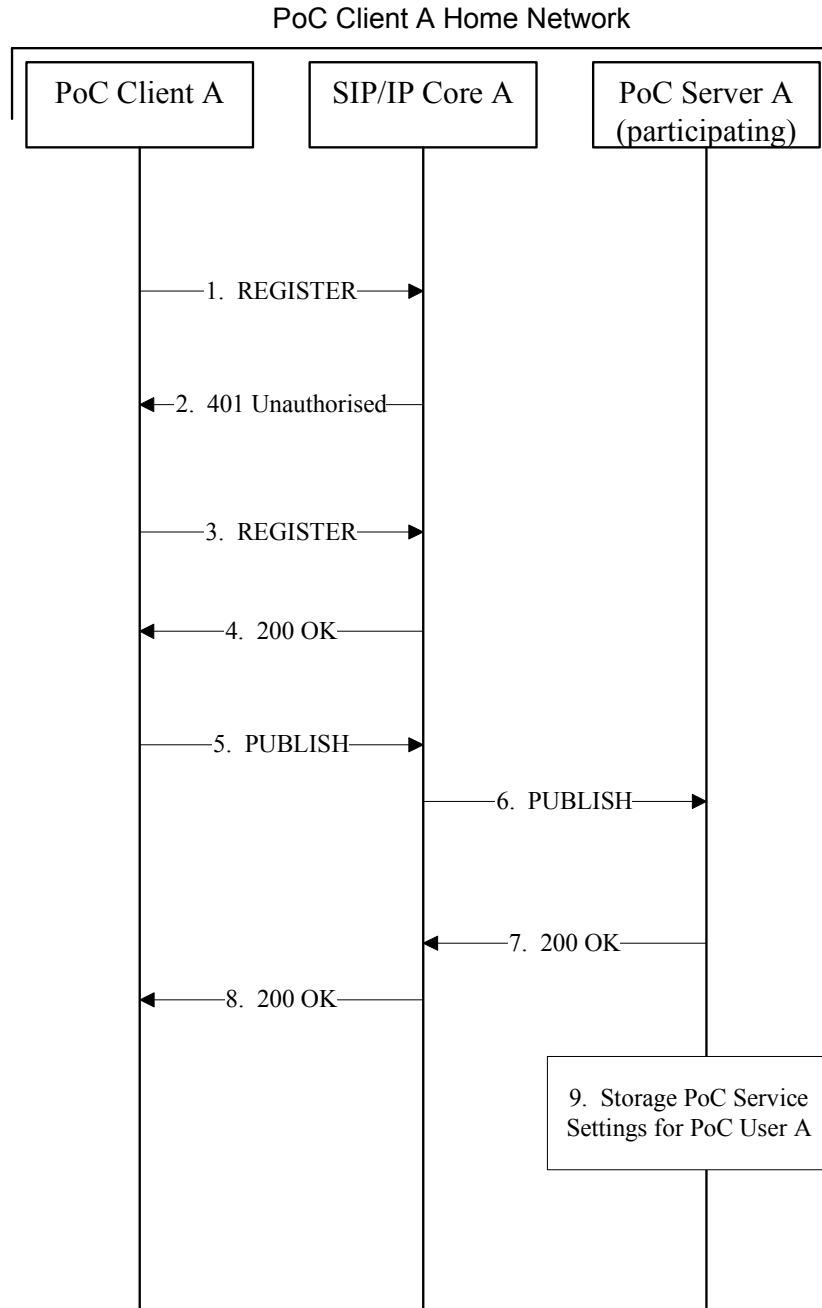 PoC Client A Home Network
PoC Client A
SIP/IP Core A
PoC Server A
(participating)
1. REGISTER
2. 401 Unauthorised
3. REGISTER
4. 200 OK
5. PUBLISH
6. PUBLISH
7. 200 OK
8. 200 OK
9. Storage PoC Service
Settings for PoC User A